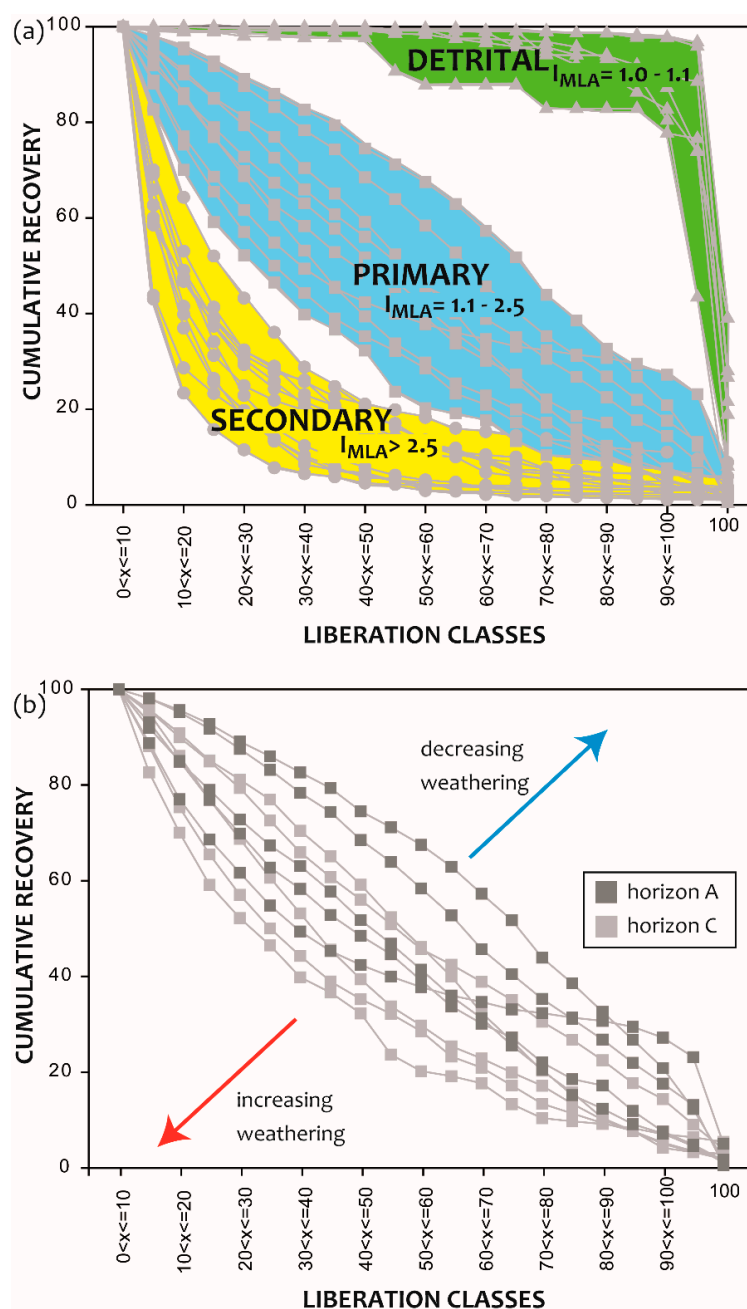 (a)
100
80
60
40
20
0
CUMULATIVE RECOVERY
DETRITAL
IMLA= 1.0 - 1.1
PRIMARY
IMLA= 1.1 - 2.5
SECONDARY
IMLA> 2.5
0<x<=10
10<x<=20
20<x<=30
30<x<=40
40<x<=50
50<x<=60
60<x<=70
70<x<=80
80<x<=90
90<x<=100
100
LIBERATION CLASSES
(b)
100
80
60
40
20
0
CUMULATIVE RECOVERY
decreasing
weathering
horizon A
horizon C
increasing
weathering
0<x<=10
10<x<=20
20<x<=30
30<x<=40
40<x<=50
50<x<=60
60<x<=70
70<x<=80
80<x<=90
90<x<=100
100
LIBERATION CLASSES